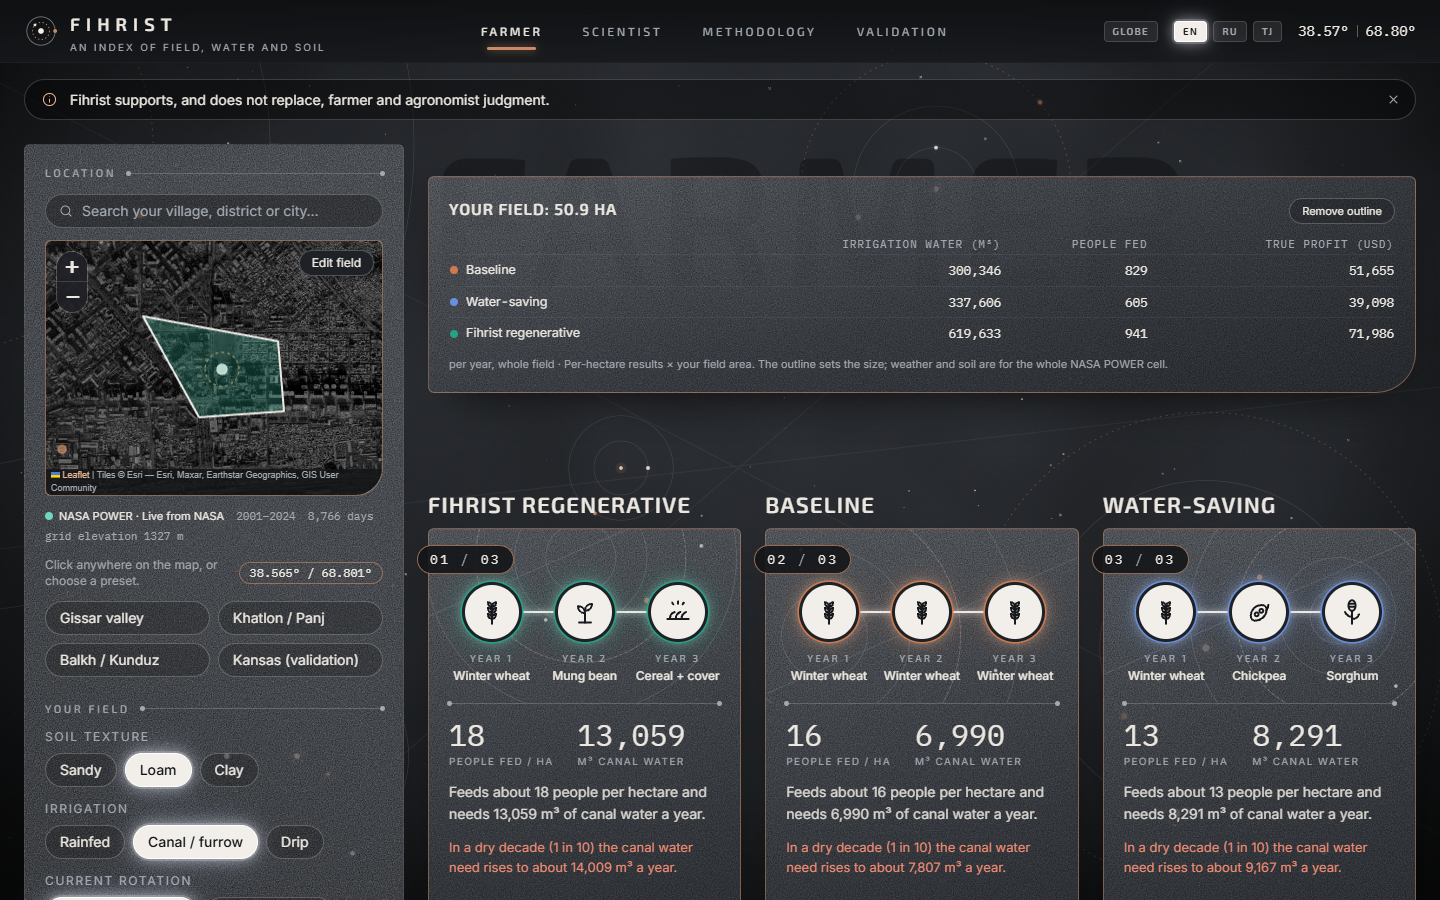 FIHRIST
AN INDEX OF FIELD, WATER AND SOIL
FARMER SCIENTIST METHODOLOGY VALIDATION
GLOBE EN RU TJ 38.57° | 68.80°
Fihrist supports, and does not replace, farmer and agronomist judgment.
LOCATION
Search your village, district or city...
+
−
Edit field
Leaflet | Tiles © Esri — Esri, Maxar, Earthstar Geographics, GIS User
Community
NASA POWER · Live from NASA 2001–2024 8,766 days
grid elevation 1327 m
Click anywhere on the map, or
choose a preset.
38.565° / 68.801°
Gissar valley Khatlon / Panj
Balkh / Kunduz Kansas (validation)
YOUR FIELD
SOIL TEXTURE
Sandy Loam Clay
IRRIGATION
Rainfed Canal / furrow Drip
CURRENT ROTATION
YOUR FIELD: 50.9 HA
Remove outline
IRRIGATION WATER (M³) PEOPLE FED TRUE PROFIT (USD)
Baseline 300,346 829 51,655
Water-saving 337,606 605 39,098
Fihrist regenerative 619,633 941 71,986
per year, whole field · Per-hectare results × your field area. The outline sets the size; weather and soil are for the whole NASA POWER cell.
FIHRIST REGENERATIVE
01 / 03
YEAR 1 YEAR 2 YEAR 3
Winter wheat Mung bean Cereal + cover
18 13,059
PEOPLE FED / HA M³ CANAL WATER
Feeds about 18 people per hectare and
needs 13,059 m³ of canal water a year.
In a dry decade (1 in 10) the canal water
need rises to about 14,009 m³ a year.
BASELINE
02 / 03
YEAR 1 YEAR 2 YEAR 3
Winter wheat Winter wheat Winter wheat
16 6,990
PEOPLE FED / HA M³ CANAL WATER
Feeds about 16 people per hectare and
needs 6,990 m³ of canal water a year.
In a dry decade (1 in 10) the canal water
need rises to about 7,807 m³ a year.
WATER-SAVING
03 / 03
YEAR 1 YEAR 2 YEAR 3
Winter wheat Chickpea Sorghum
13 8,291
PEOPLE FED / HA M³ CANAL WATER
Feeds about 13 people per hectare and
needs 8,291 m³ of canal water a year.
In a dry decade (1 in 10) the canal water
need rises to about 9,167 m³ a year.